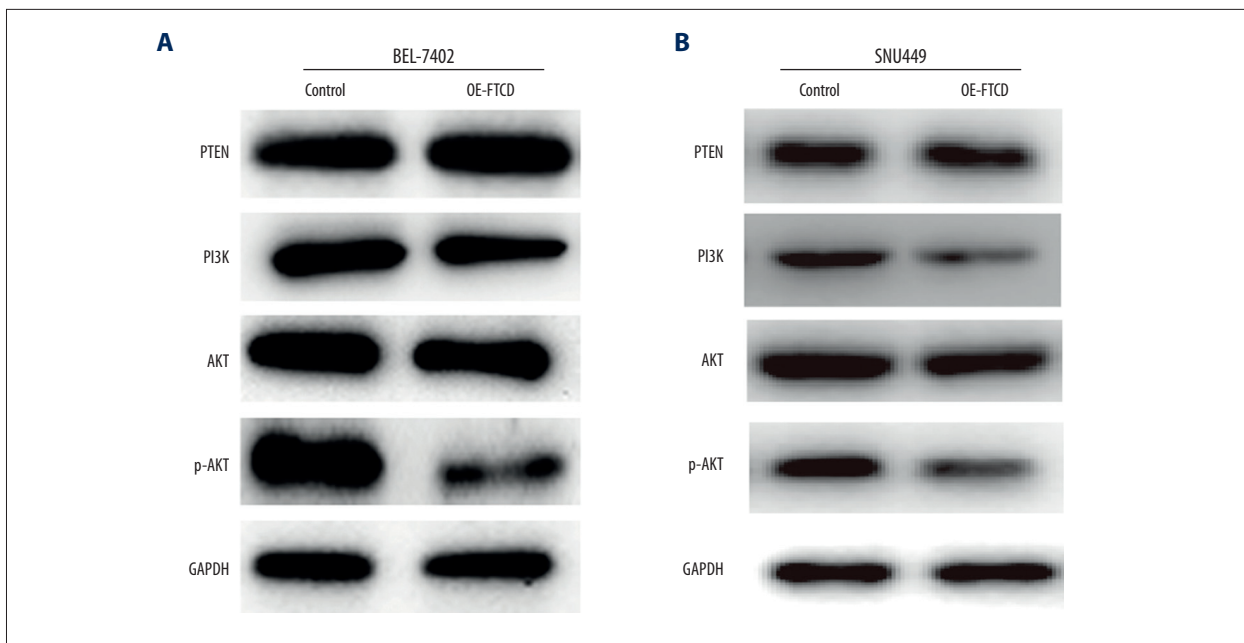 A
BEL-7402
Control OE-FTCD
PTEN
PI3K
AKT
p-AKT
GAPDH
B
SNU449
Control OE-FTCD
PTEN
PI3K
AKT
p-AKT
GAPDH